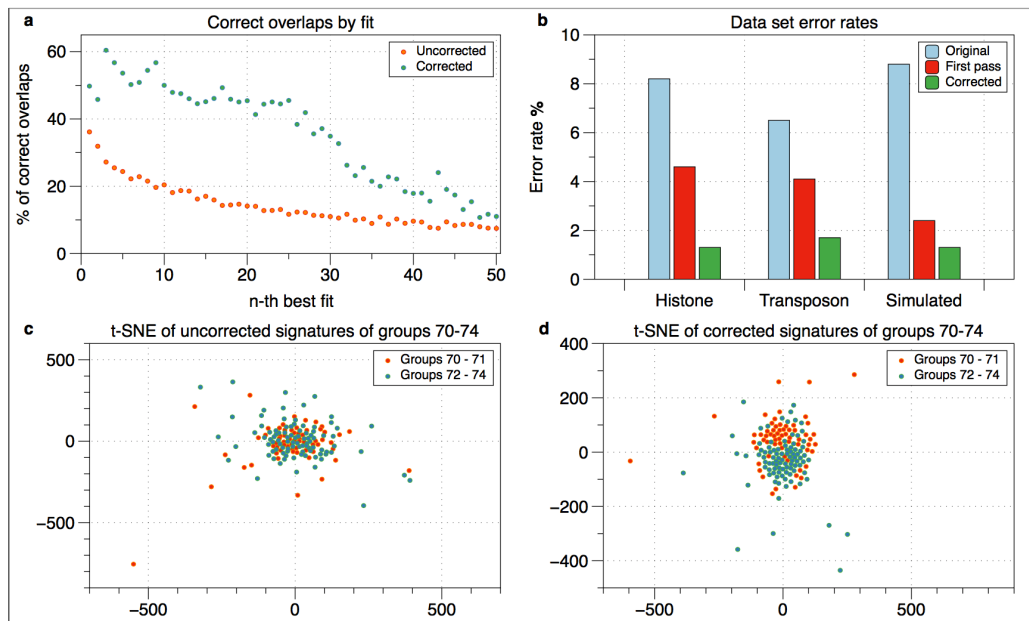 a Correct overlaps by fit
Uncorrected
Corrected
% of correct overlaps
60
40
20
0
0 10 20 30 40 50
n-th best fit
b Data set error rates
Original
First pass
Corrected
Error rate %
10
8
6
4
2
0
Histone Transposon Simulated
c t-SNE of uncorrected signatures of groups 70-74
Groups 70 - 71
Groups 72 - 74
500
0
−500
−500 0 500
d t-SNE of corrected signatures of groups 70-74
Groups 70 - 71
Groups 72 - 74
400
200
0
−200
−400
−500 0 500